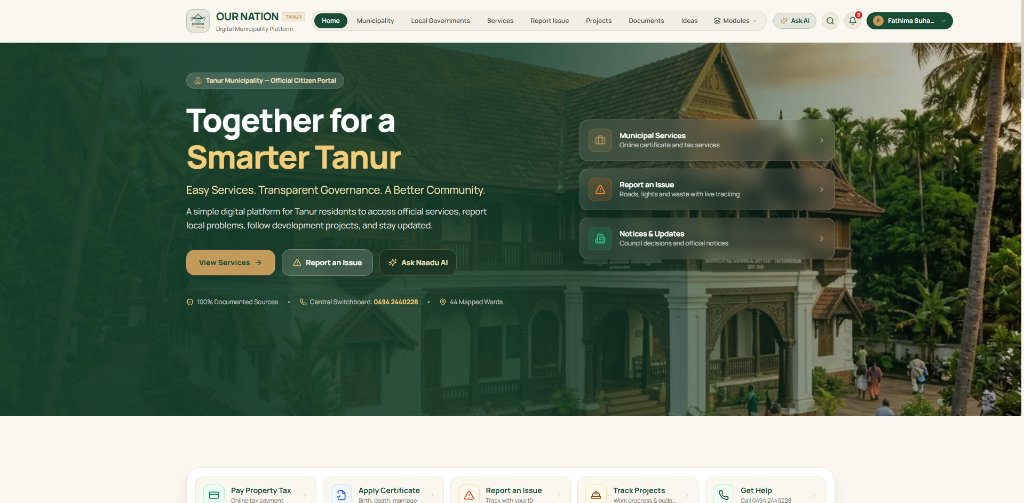 OUR NATION TANUR
Digital Municipality Platform
Home Municipality Local Governments Services Report Issue Projects Documents Ideas Modules Ask AI 3 F Fathima Suha...
Tanur Municipality — Official Citizen Portal
Together for a
Smarter Tanur
Easy Services. Transparent Governance. A Better Community.
A simple digital platform for Tanur residents to access official services, report
local problems, follow development projects, and stay updated.
View Services Report an Issue Ask Naadu AI
100% Documented Sources • Central Switchboard: 0494 2440228 • 44 Mapped Wards
Municipal Services
Online certificate and tax services
Report an Issue
Roads, lights and waste with live tracking
Notices & Updates
Council decisions and official notices
Pay Property Tax
Online tax payment
Apply Certificate
Birth, death, marriage
Report an Issue
Track with your ID
Track Projects
Work progress & budg...
Get Help
Call 0494 2440228